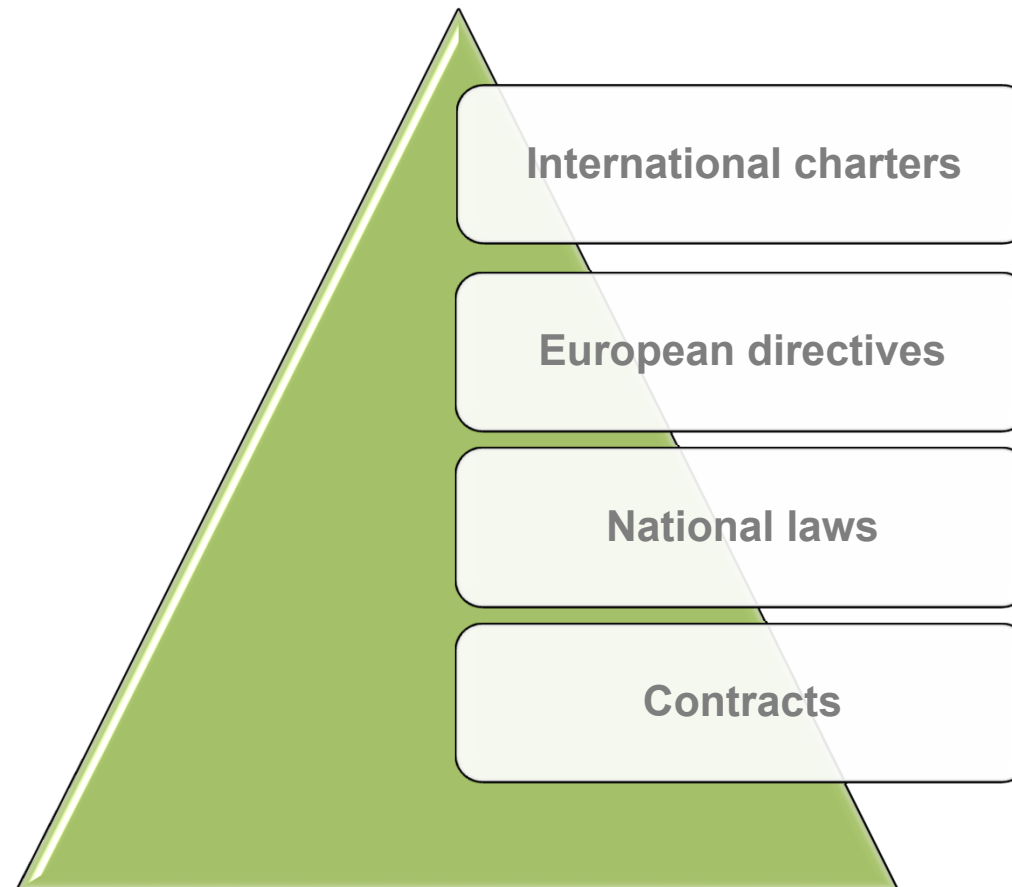 International charters
European directives
National laws
Contracts